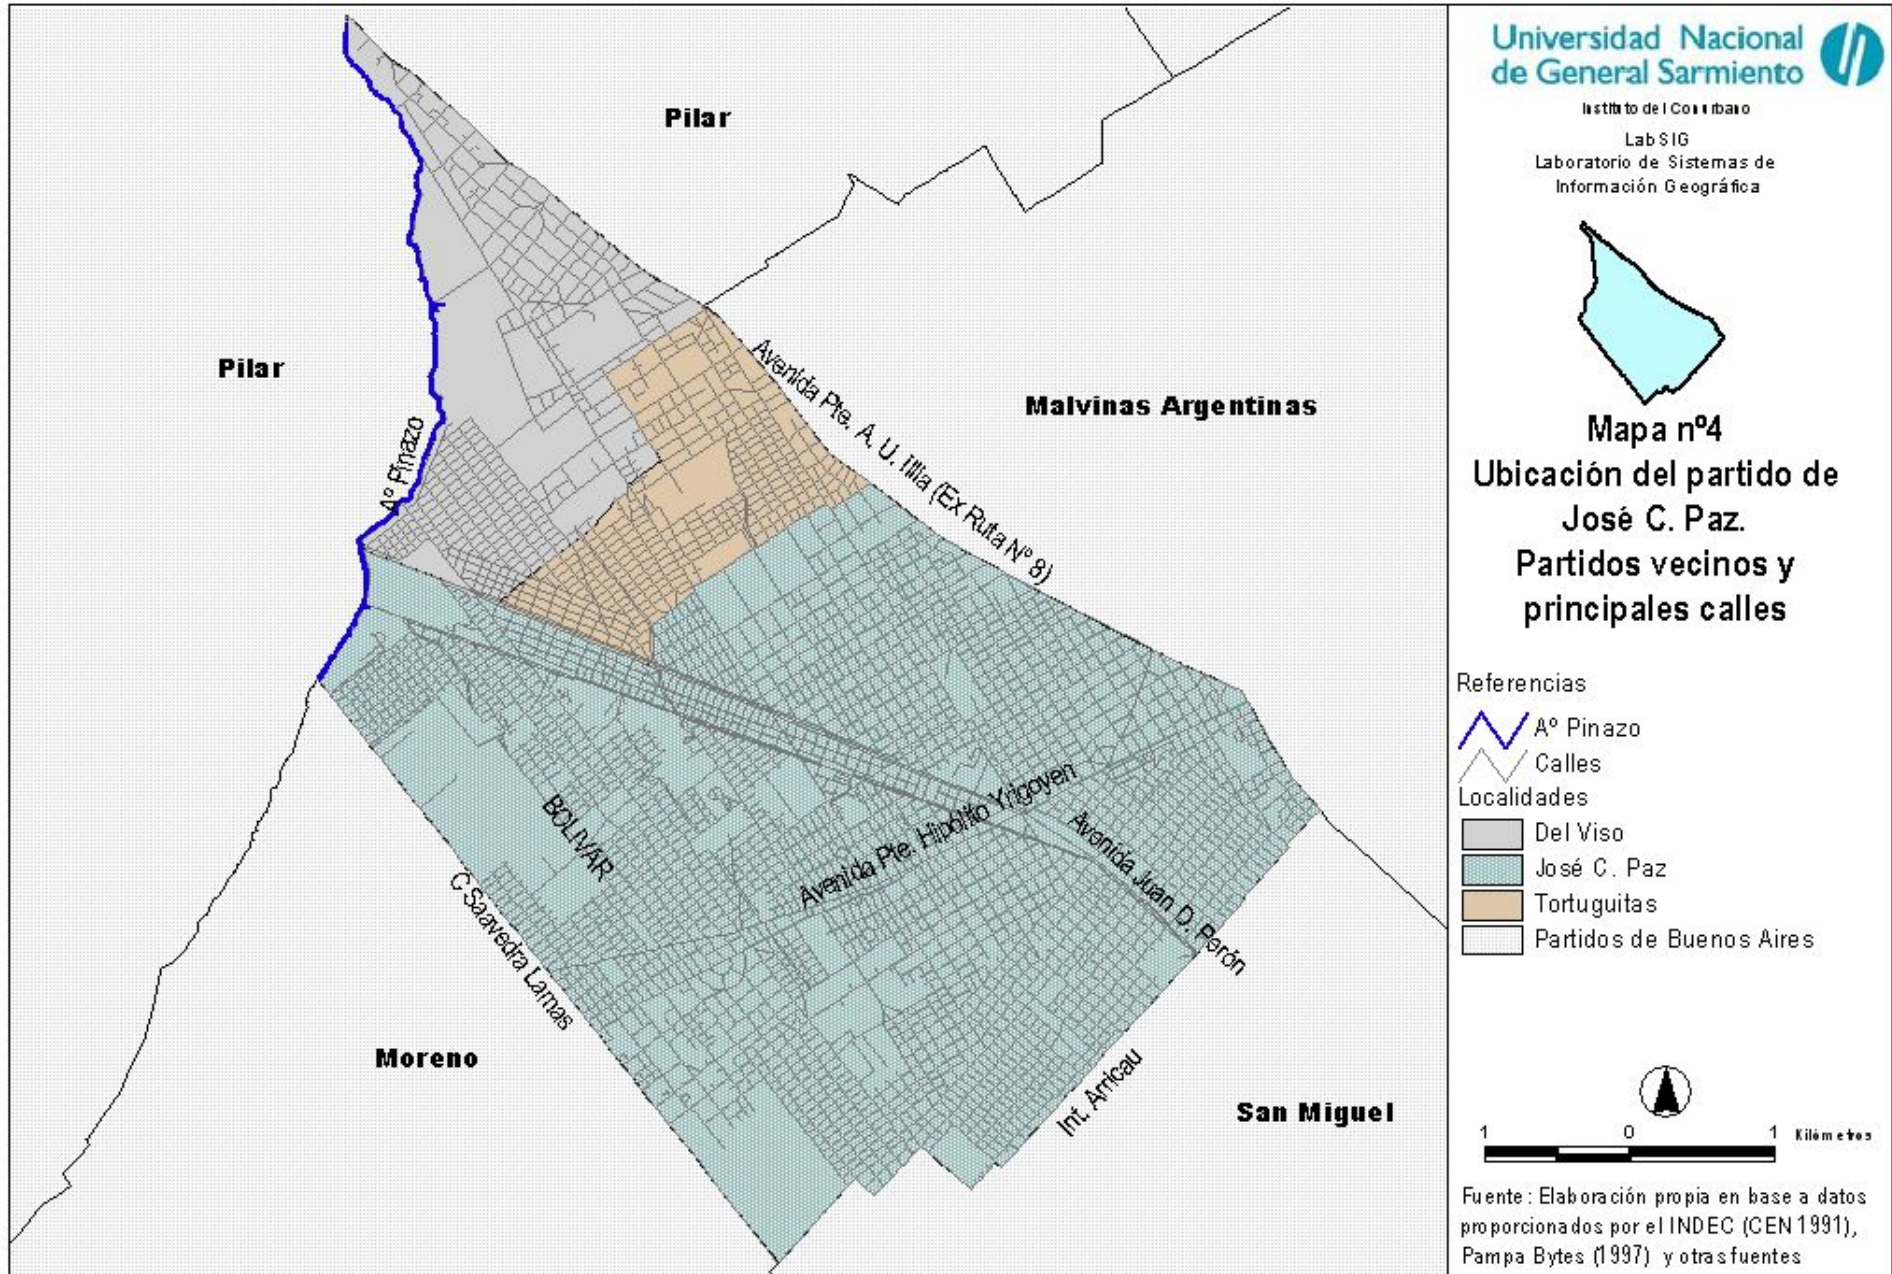 Pilar
Pilar
Malvinas Argentinas
Moreno
San Miguel
Aº Pinazo
Avenida Pte. A. U. Illia (Ex Ruta Nº 8)
BOLIVAR
Avenida Pte. Hipólito Yrigoyen
Avenida Juan D. Perón
C Saavedra Lamas
Int. Arricau
Universidad Nacional
de General Sarmiento
Instituto del Conurbano
LabSIG
Laboratorio de Sistemas de
Información Geográfica
Mapa nº4
Ubicación del partido de
José C. Paz.
Partidos vecinos y
principales calles
Referencias
Aº Pinazo
Calles
Localidades
Del Viso
José C. Paz
Tortuguitas
Partidos de Buenos Aires
1 0 1 Kilómetros
Fuente: Elaboración propia en base a datos
proporcionados por el INDEC (CEN 1991),
Pampa Bytes (1997) y otras fuentes